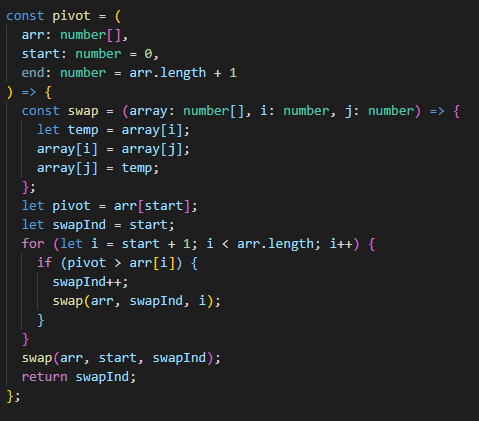 const pivot = (
  arr: number[],
  start: number = 0,
  end: number = arr.length + 1
) => {
  const swap = (array: number[], i: number, j: number) => {
    let temp = array[i];
    array[i] = array[j];
    array[j] = temp;
  };
  let pivot = arr[start];
  let swapInd = start;
  for (let i = start + 1; i < arr.length; i++) {
    if (pivot > arr[i]) {
      swapInd++;
      swap(arr, swapInd, i);
    }
  }
  swap(arr, start, swapInd);
  return swapInd;
};